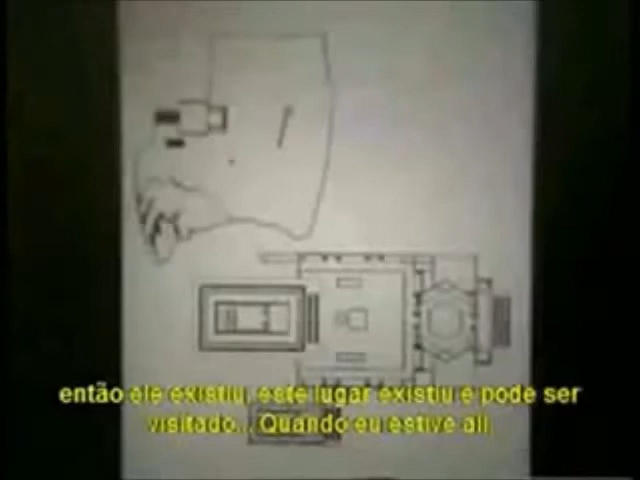 então ele existiu, este lugar existiu e pode ser
visitado... Quando eu estive ali,